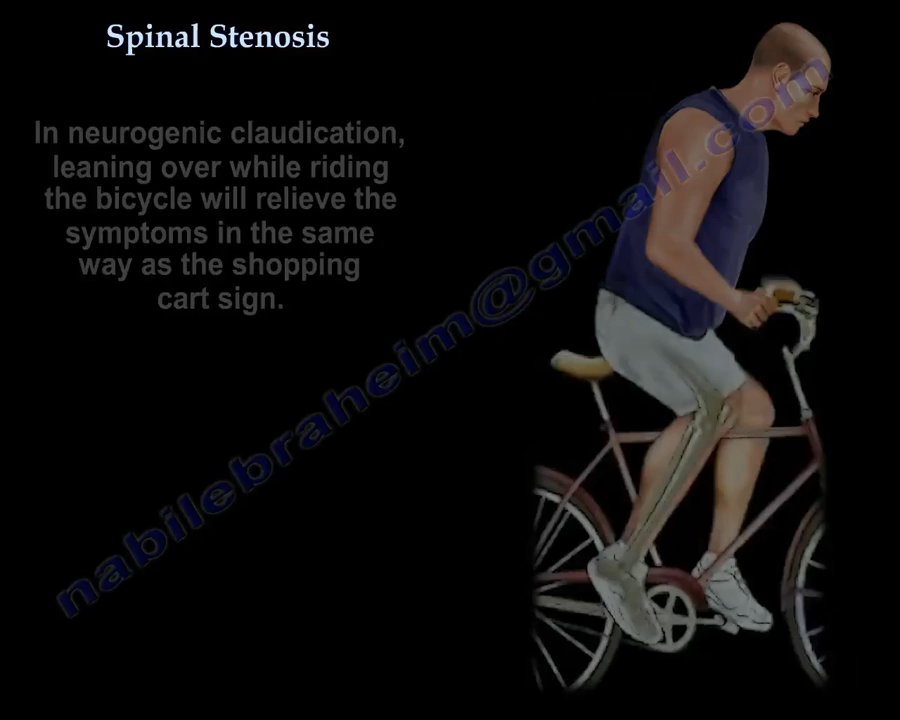 Spinal Stenosis
In neurogenic claudication,
leaning over while riding
the bicycle will relieve the
symptoms in the same
way as the shopping
cart sign.
nabilebraheim@gmail.com